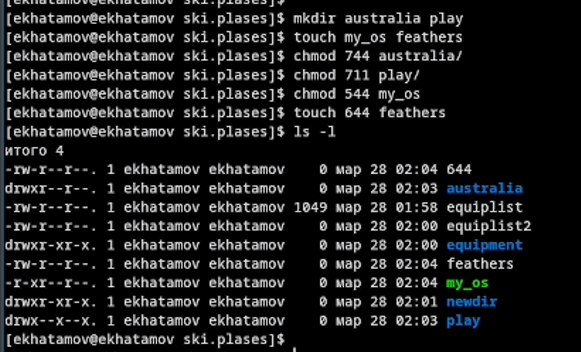 [ekhatamov@ekhatamov ski.plases]$ mkdir australia play
[ekhatamov@ekhatamov ski.plases]$ touch my_os feathers
[ekhatamov@ekhatamov ski.plases]$ chmod 744 australia/
[ekhatamov@ekhatamov ski.plases]$ chmod 711 play/
[ekhatamov@ekhatamov ski.plases]$ chmod 544 my_os
[ekhatamov@ekhatamov ski.plases]$ touch 644 feathers
[ekhatamov@ekhatamov ski.plases]$ ls -l
итого 4
-rw-r--r--. 1 ekhatamov ekhatamov    0 мар 28 02:04 644
drwxr--r--. 1 ekhatamov ekhatamov    0 мар 28 02:03 australia
-rw-r--r--. 1 ekhatamov ekhatamov 1049 мар 28 01:58 equiplist
-rw-r--r--. 1 ekhatamov ekhatamov    0 мар 28 02:00 equiplist2
drwxr-xr-x. 1 ekhatamov ekhatamov    0 мар 28 02:00 equipment
-rw-r--r--. 1 ekhatamov ekhatamov    0 мар 28 02:04 feathers
-r-xr--r--. 1 ekhatamov ekhatamov    0 мар 28 02:04 my_os
drwxr-xr-x. 1 ekhatamov ekhatamov    0 мар 28 02:01 newdir
drwx--x--x. 1 ekhatamov ekhatamov    0 мар 28 02:03 play
[ekhatamov@ekhatamov ski.plases]$